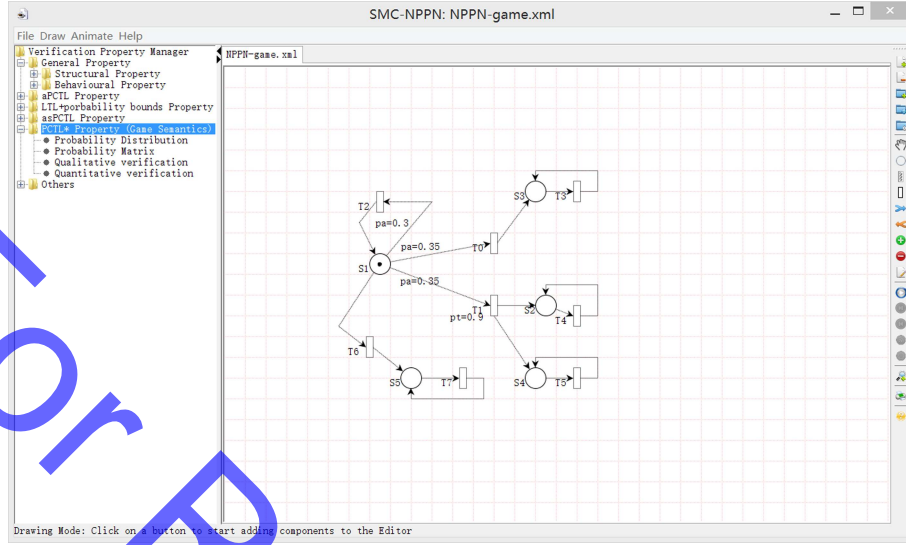 SMC-NPPN: NPPN-game.xml
File Draw Animate Help
Verification Property Manager
General Property
Structural Property
Behavioural Property
aPCTL Property
LTL+porbability bounds Property
asPCTL Property
PCTL* Property (Game Semantics)
Probability Distribution
Probability Matrix
Qualitative verification
Quantitative verification
Others
NPPN-game.xml
T2
pa=0.3
S3
T3
pa=0.35
T0
S1
pa=0.35
T1
pt=0.9
S2
T4
T6
S5
T7
S4
T5
Drawing Mode: Click on a button to start adding components to the Editor
or